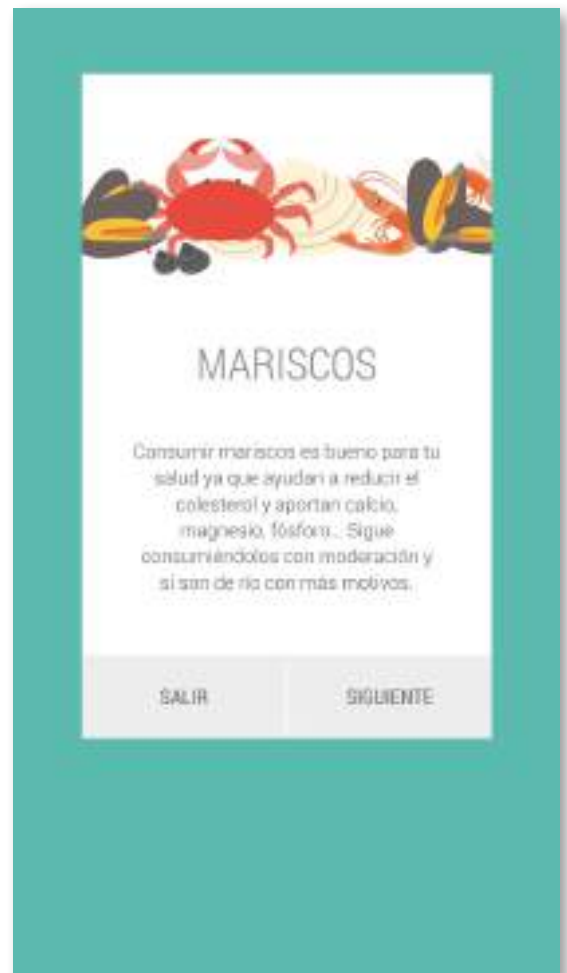 MARISCOS
Consumir mariscos es bueno para tu
salud ya que ayudan a reducir el
colesterol y aportan calcio,
magnesio, fósforo... Sigue
consumiéndolos con moderación y
si son de río con más motivos.
SALIR
SIGUIENTE